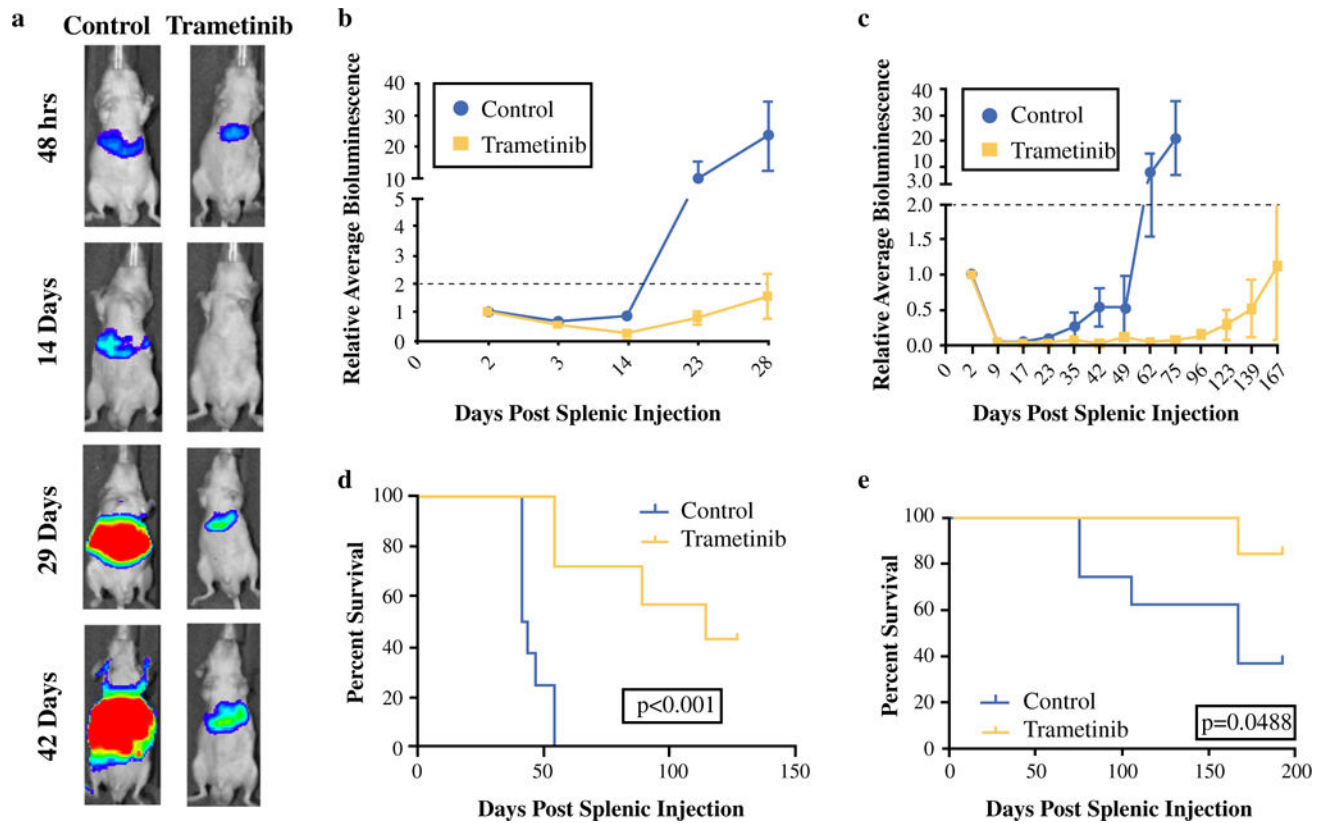 a
Control Trametinib
48 hrs
14 Days
29 Days
42 Days
b
Relative Average Bioluminescence
40
30
20
10
5
4
3
2
1
0
Control
Trametinib
0 2 3 14 23 28
Days Post Splenic Injection
c
Relative Average Bioluminescence
40
30
20
10
3.0
2.0
1.5
1.0
0.5
0.0
Control
Trametinib
0 2 9 17 23 35 42 49 62 75 96 123 139 167
Days Post Splenic Injection
d
Percent Survival
100
80
60
40
20
0
Control
Trametinib
p<0.001
0 50 100 150
Days Post Splenic Injection
e
Percent Survival
100
80
60
40
20
0
Control
Trametinib
p=0.0488
0 50 100 150 200
Days Post Splenic Injection